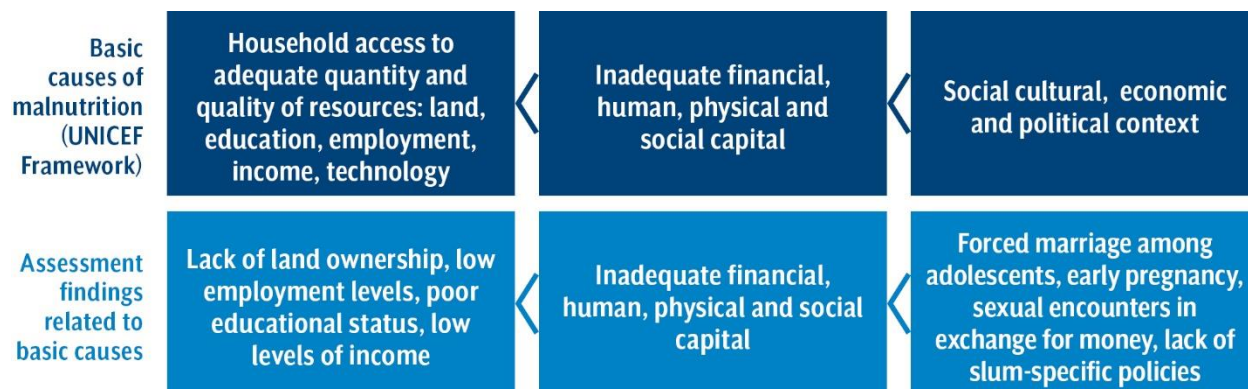 Basic
causes of
malnutrition
(UNICEF
Framework)
Household access to
adequate quantity and
quality of resources: land,
education, employment,
income, technology
Inadequate financial,
human, physical and
social capital
Social cultural, economic
and political context
Assessment
findings
related to
basic causes
Lack of land ownership, low
employment levels, poor
educational status, low
levels of income
Inadequate financial,
human, physical and social
capital
Forced marriage among
adolescents, early pregnancy,
sexual encounters in
exchange for money, lack of
slum-specific policies